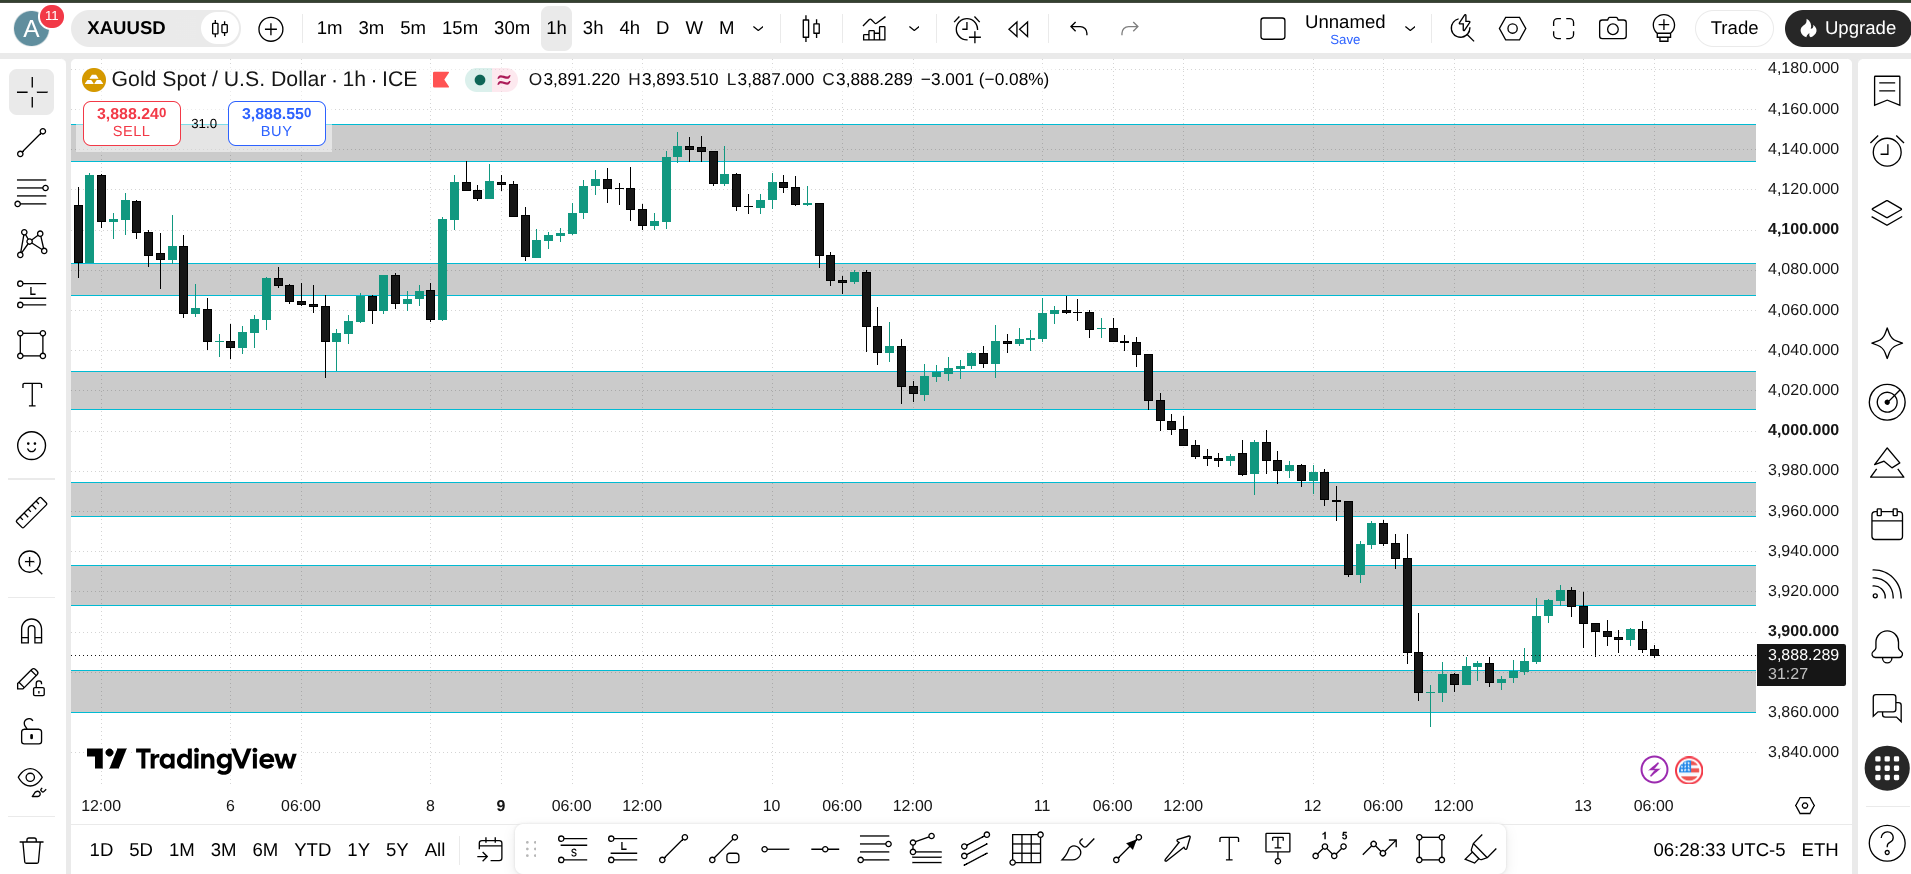 A
11
XAUUSD
1m 3m 5m 15m 30m 1h 3h 4h D W M
Unnamed
Save
Trade
Upgrade
Gold Spot / U.S. Dollar · 1h · ICE
O3,891.220 H3,893.510 L3,887.000 C3,888.289 −3.001 (−0.08%)
3,888.240
SELL
31.0
3,888.550
BUY
4,180.000
4,160.000
4,140.000
4,120.000
4,100.000
4,080.000
4,060.000
4,040.000
4,020.000
4,000.000
3,980.000
3,960.000
3,940.000
3,920.000
3,900.000
3,888.289
31:27
3,860.000
3,840.000
TradingView
12:00 6 06:00 8 9 06:00 12:00 10 06:00 12:00 11 06:00 12:00 12 06:00 12:00 13 06:00
1D 5D 1M 3M 6M YTD 1Y 5Y All
06:28:33 UTC-5 ETH